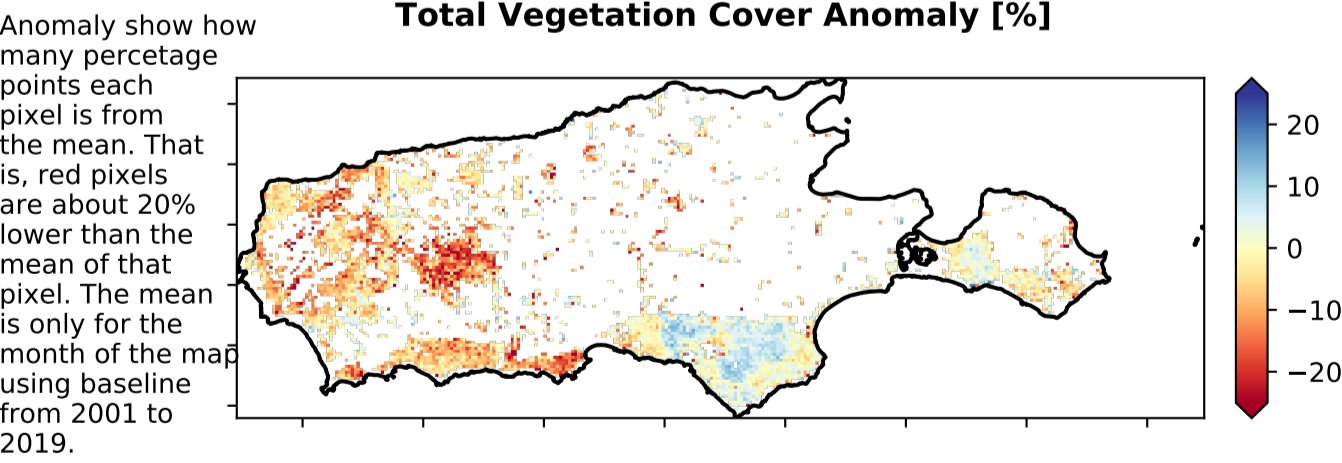 Total Vegetation Cover Anomaly [%]
Anomaly show how
many percetage
points each
pixel is from
the mean. That
is, red pixels
are about 20%
lower than the
mean of that
pixel. The mean
is only for the
month of the map
using baseline
from 2001 to
2019.
20
10
0
−10
−20